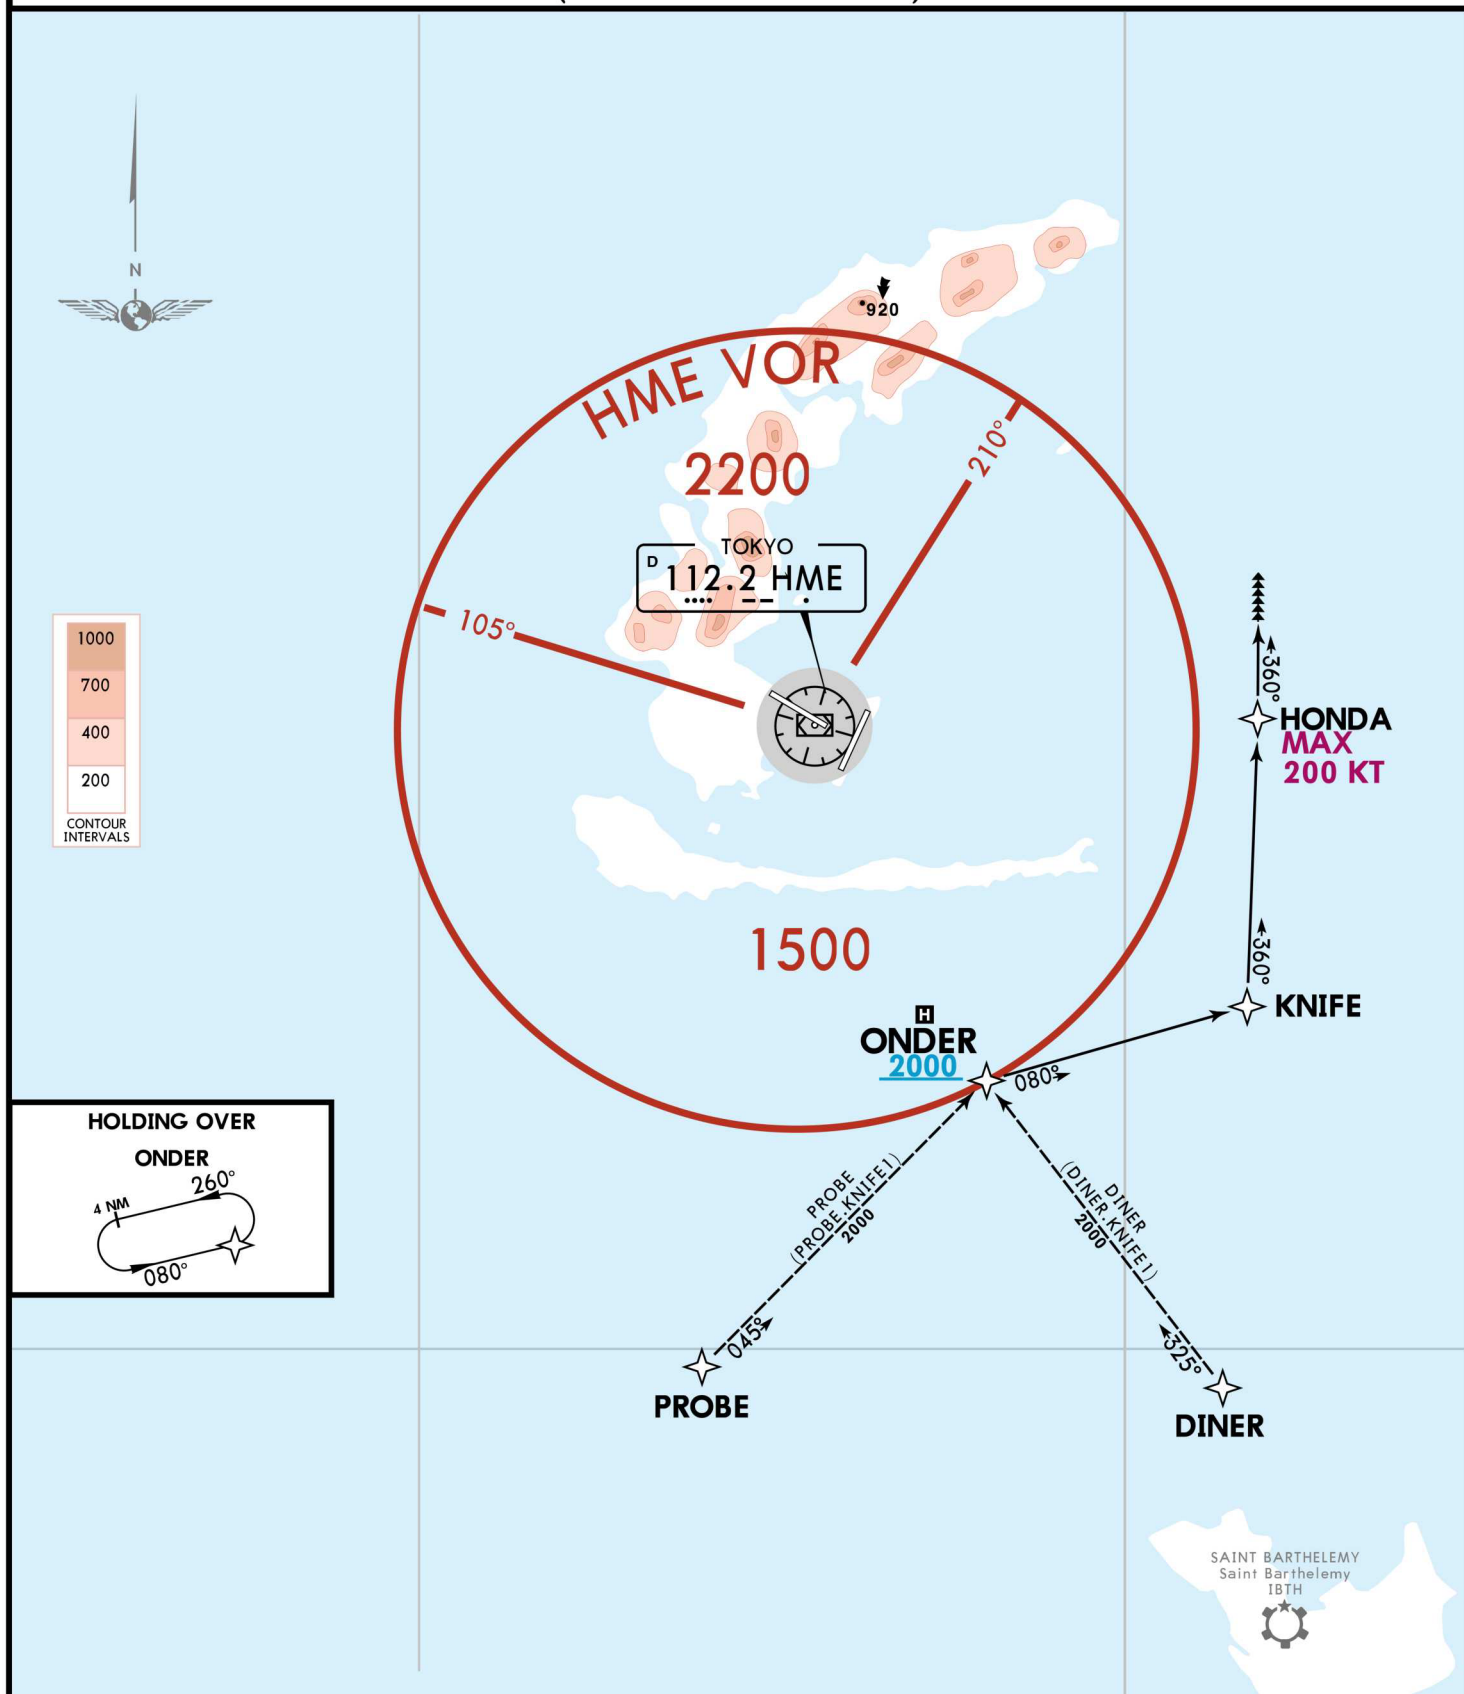 N
920
HME VOR
2200
210°
TOKYO
D 112.2 HME
105°
1000
700
400
200
CONTOUR
INTERVALS
360°
HONDA
MAX
200 KT
1500
360°
H
ONDER
2000
KNIFE
080°
HOLDING OVER
ONDER
260°
4 NM
080°
PROBE
(PROBE.KNIFE1)
2000
DINER
(DINER.KNIFE1)
2000
045°
325°
PROBE
DINER
SAINT BARTHELEMY
Saint Barthelemy
IBTH